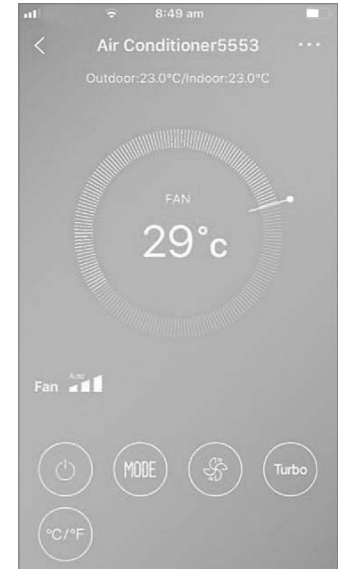 8:49 am
Air Conditioner5553
Outdoor:23.0°C/Indoor:23.0°C
FAN
29°c
Auto
Fan
MODE
Turbo
°C/°F